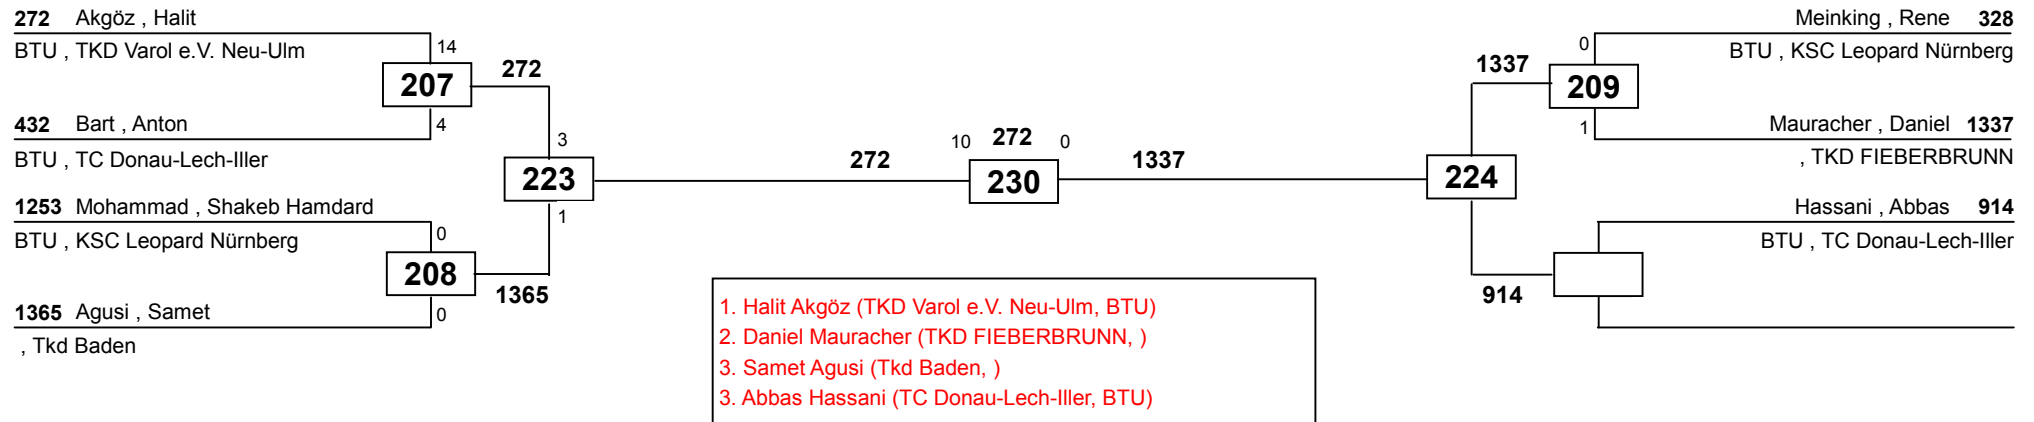 272 Akgöz , Halit
BTU , TKD Varol e.V. Neu-Ulm
14
207
272
432 Bart , Anton
4
BTU , TC Donau-Lech-Iller
3
223
272
1253 Mohammad , Shakeb Hamdard
1
BTU , KSC Leopard Nürnberg
0
208
1365
1365 Agusi , Samet
0
, Tkd Baden
10 272 0
230
1337
Meinking , Rene 328
0
BTU , KSC Leopard Nürnberg
1337
209
Mauracher , Daniel 1337
1
, TKD FIEBERBRUNN
224
Hassani , Abbas 914
BTU , TC Donau-Lech-Iller
914
1. Halit Akgöz (TKD Varol e.V. Neu-Ulm, BTU)
2. Daniel Mauracher (TKD FIEBERBRUNN, )
3. Samet Agusi (Tkd Baden, )
3. Abbas Hassani (TC Donau-Lech-Iller, BTU)